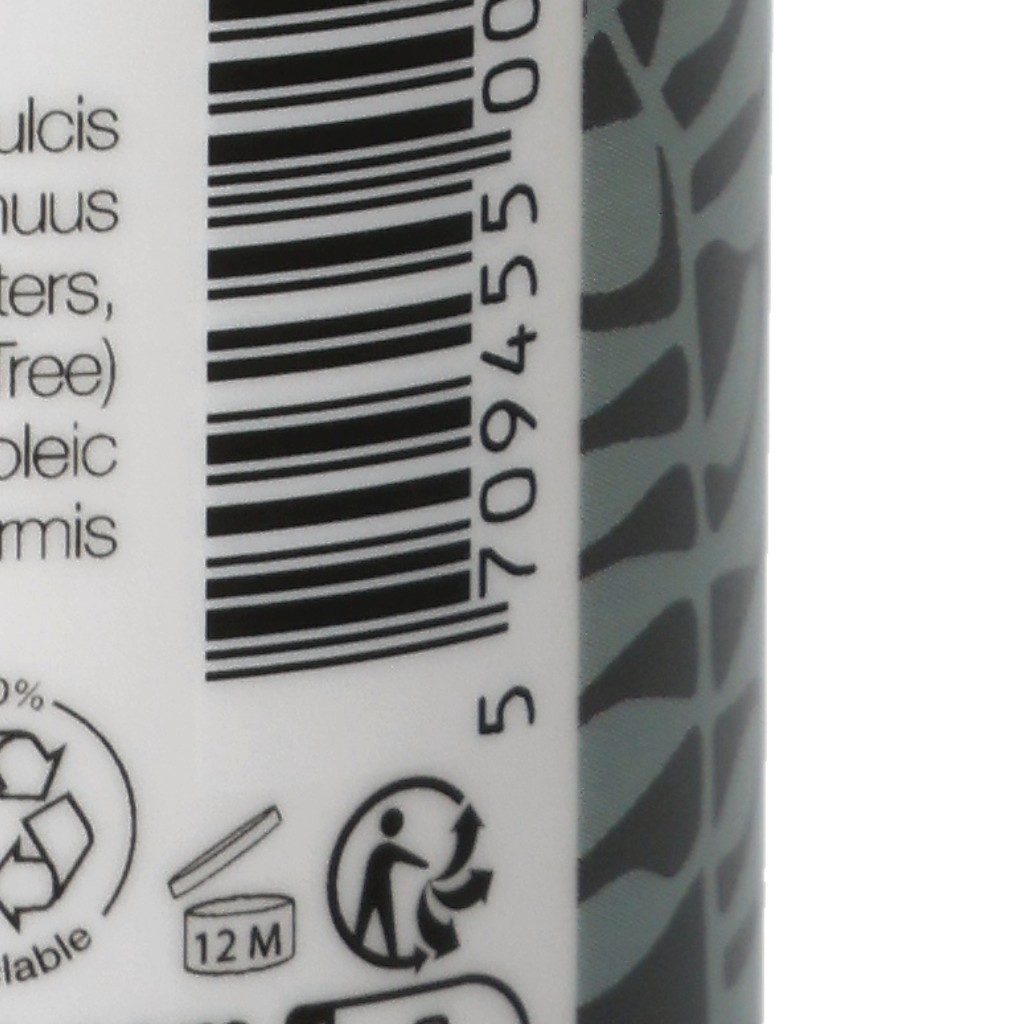 ulcis
nuus
ters,
Tree)
oleic
rmis
5 709455 00
0%
lable
12 M